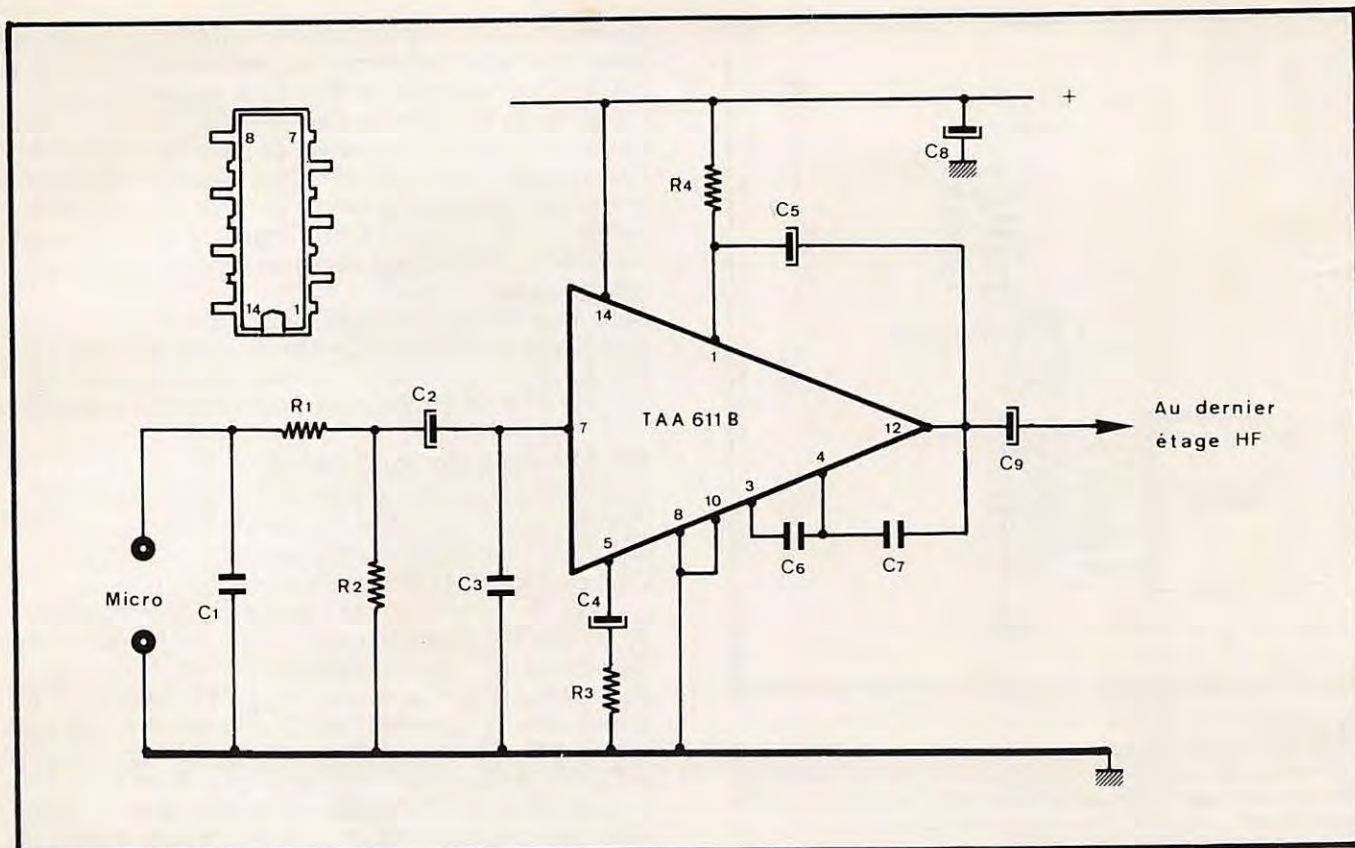 +
8 7
C8
R4
C5
14 1
14
1
R1
C2
7
TAA 611 B
12
Au dernier
étage HF
C9
4
3
10
8
5
C6
C7
Micro
C1
R2
C3
C4
R3